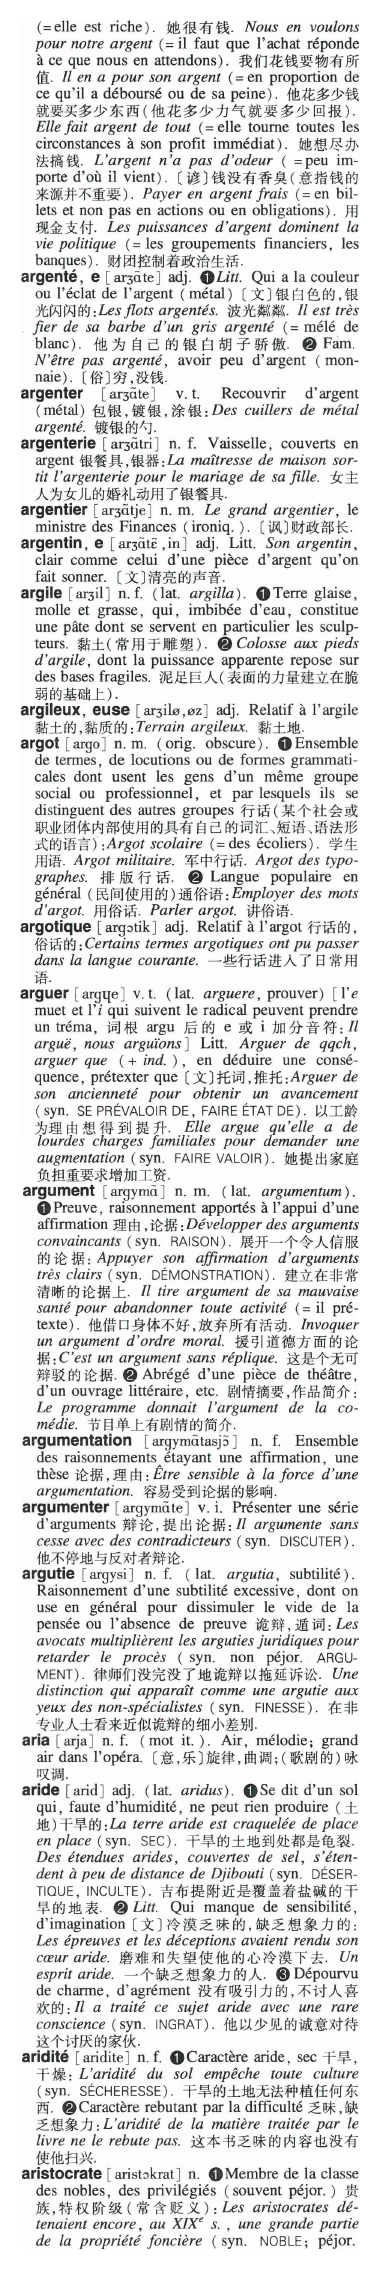 (=elle est riche). 她很有钱. Nous en voulons
pour notre argent (=il faut que l'achat réponde
à ce que nous en attendons). 我们花钱要物有所
值. Il en a pour son argent (=en proportion de
ce qu'il a déboursé ou de sa peine). 他花多少钱
就要买多少东西(他花多少力气就要多少回报).
Elle fait argent de tout (=elle tourne toutes les
circonstances à son profit immédiat). 她想尽办
法搞钱. L'argent n'a pas d'odeur (=peu im-
porte d'où il vient). 〔谚〕钱没有香臭(意指钱的
来源并不重要). Payer en argent frais (=en bil-
lets et non pas en actions ou en obligations). 用
现金支付. Les puissances d'argent dominent la
vie politique (=les groupements financiers, les
banques). 财团控制着政治生活.
argenté, e [arʒɑ̃te] adj. ❶Litt. Qui a la couleur
ou l'éclat de l'argent (métal) 〔文〕银白色的,银
光闪闪的:Les flots argentés. 波光粼粼. Il est très
fier de sa barbe d'un gris argenté (=mélé de
blanc). 他为自己的银白胡子骄傲. ❷ Fam.
N'être pas argenté, avoir peu d'argent (mon-
naie). 〔俗〕穷,没钱.
argenter [arʒɑ̃te] v.t. Recouvrir d'argent
(métal) 包银,镀银,涂银:Des cuillers de métal
argenté. 镀银的勺.
argenterie [arʒɑ̃tri] n. f. Vaisselle, couverts en
argent 银餐具,银器:La maîtresse de maison sor-
tit l'argenterie pour le mariage de sa fille. 女主
人为女儿的婚礼动用了银餐具.
argentier [arʒɑ̃tje] n. m. Le grand argentier, le
ministre des Finances (ironiq.). 〔讽〕财政部长.
argentin, e [arʒɑ̃tɛ̃,in] adj. Litt. Son argentin,
clair comme celui d'une pièce d'argent qu'on
fait sonner. 〔文〕清亮的声音.
argile [arʒil] n. f. (lat. argilla). ❶Terre glaise,
molle et grasse, qui, imbibée d'eau, constitue
une pâte dont se servent en particulier les sculp-
teurs. 黏土(常用于雕塑). ❷Colosse aux pieds
d'argile, dont la puissance apparente repose sur
des bases fragiles. 泥足巨人(表面的力量建立在脆
弱的基础上).
argileux, euse [arʒilø,øz] adj. Relatif à l'argile
黏土的,黏质的:Terrain argileux. 黏土地.
argot [argo] n. m. (orig. obscure). ❶Ensemble
de termes, de locutions ou de formes grammati-
cales dont usent les gens d'un même groupe
social ou professionnel, et par lesquels ils se
distinguent des autres groupes 行话(某个社会或
职业团体内部使用的具有自己的词汇、短语、语法形
式的语言):Argot scolaire (=des écoliers). 学生
用语. Argot militaire. 军中行话. Argot des typo-
graphes. 排版行话. ❷ Langue populaire en
général (民间使用的)通俗语:Employer des mots
d'argot. 用俗话. Parler argot. 讲俗语.
argotique [argɔtik] adj. Relatif à l'argot 行话的,
俗话的:Certains termes argotiques ont pu passer
dans la langue courante. 一些行话进入了日常用
语.
arguer [argɥe] v.t. (lat. arguere, prouver) [l'e
muet et l'i qui suivent le radical peuvent prendre
un tréma, 词根 argu 后的 e 或 i 加分音符: Il
arguë, nous arguïons] Litt. Arguer de qqch,
arguer que (+ ind.), en déduire une consé-
quence, prétexter que 〔文〕托词,推托:Arguer de
son ancienneté pour obtenir un avancement
(syn. SE PRÉVALOIR DE, FAIRE ÉTAT DE). 以工龄
为理由想得到提升. Elle argue qu'elle a de
lourdes charges familiales pour demander une
augmentation (syn. FAIRE VALOIR). 她提出家庭
负担重要求增加工资.
argument [argymɑ̃] n. m. (lat. argumentum).
❶Preuve, raisonnement apportés à l'appui d'une
affirmation 理由,论据:Développer des arguments
convaincants (syn. RAISON). 展开一个令人信服
的论据: Appuyer son affirmation d'arguments
très clairs (syn. DÉMONSTRATION). 建立在非常
清晰的论据上. Il tire argument de sa mauvaise
santé pour abandonner toute activité (=il pré-
texte). 他借口身体不好,放弃所有活动. Invoquer
un argument d'ordre moral. 援引道德方面的论
据:C'est un argument sans réplique. 这是个无可
辩驳的论据. ❷Abrégé d'une pièce de théâtre,
d'un ouvrage littéraire, etc. 剧情摘要,作品简介:
Le programme donnait l'argument de la co-
médie. 节目单上有剧情的简介.
argumentation [argymɑ̃tasjɔ̃] n. f. Ensemble
des raisonnements étayant une affirmation, une
thèse 论据,理由:Être sensible à la force d'une
argumentation. 容易受到论据的影响.
argumenter [argymɑ̃te] v. i. Présenter une série
d'arguments 辩论,提出论据:Il argumente sans
cesse avec des contradicteurs (syn. DISCUTER).
他不停地与反对者辩论.
argutie [argysi] n. f. (lat. argutia, subtilité).
Raisonnement d'une subtilité excessive, dont on
use en général pour dissimuler le vide de la
pensée ou l'absence de preuve 诡辩,遁词:Les
avocats multiplièrent les arguties juridiques pour
retarder le procès (syn. non péjor. ARGU-
MENT). 律师们没完没了地诡辩以拖延诉讼. Une
distinction qui apparaît comme une argutie aux
yeux des non-spécialistes (syn. FINESSE). 在非
专业人士看来近似诡辩的细小差别.
aria [arja] n. f. (mot it.). Air, mélodie; grand
air dans l'opéra. 〔意,乐〕旋律,曲调;(歌剧的)咏
叹调.
aride [arid] adj. (lat. aridus). ❶Se dit d'un sol
qui, faute d'humidité, ne peut rien produire (土
地)干旱的:La terre aride est craquelée de place
en place (syn. SEC). 干旱的土地到处都是龟裂.
Des étendues arides, couvertes de sel, s'éten-
dent à peu de distance de Djibouti (syn. DÉSER-
TIQUE, INCULTE). 吉布提附近是覆盖着盐碱的干
旱的地表. ❷ Litt. Qui manque de sensibilité,
d'imagination 〔文〕冷漠乏味的,缺乏想象力的:
Les épreuves et les déceptions avaient rendu son
cœur aride. 磨难和失望使他的心冷漠下去. Un
esprit aride. 一个缺乏想象力的人. ❸Dépourvu
de charme, d'agrément 没有吸引力的,不讨人喜
欢的:Il a traité ce sujet aride avec une rare
conscience (syn. INGRAT). 他以少见的诚意对待
这个讨厌的家伙.
aridité [aridite] n. f. ❶Caractère aride, sec 干旱,
干燥: L'aridité du sol empêche toute culture
(syn. SÉCHERESSE). 干旱的土地无法种植任何东
西. ❷Caractère rebutant par la difficulté 乏味,缺
乏想象力:L'aridité de la matière traitée par le
livre ne le rebute pas. 这本书乏味的内容也没有
使他扫兴.
aristocrate [aristɔkrat] n. ❶Membre de la classe
des nobles, des privilégiés (souvent péjor.) 贵
族,特权阶级(常含贬义): Les aristocrates dé-
tenaient encore, au XIXe s., une grande partie
de la propriété foncière (syn. NOBLE; péjor.